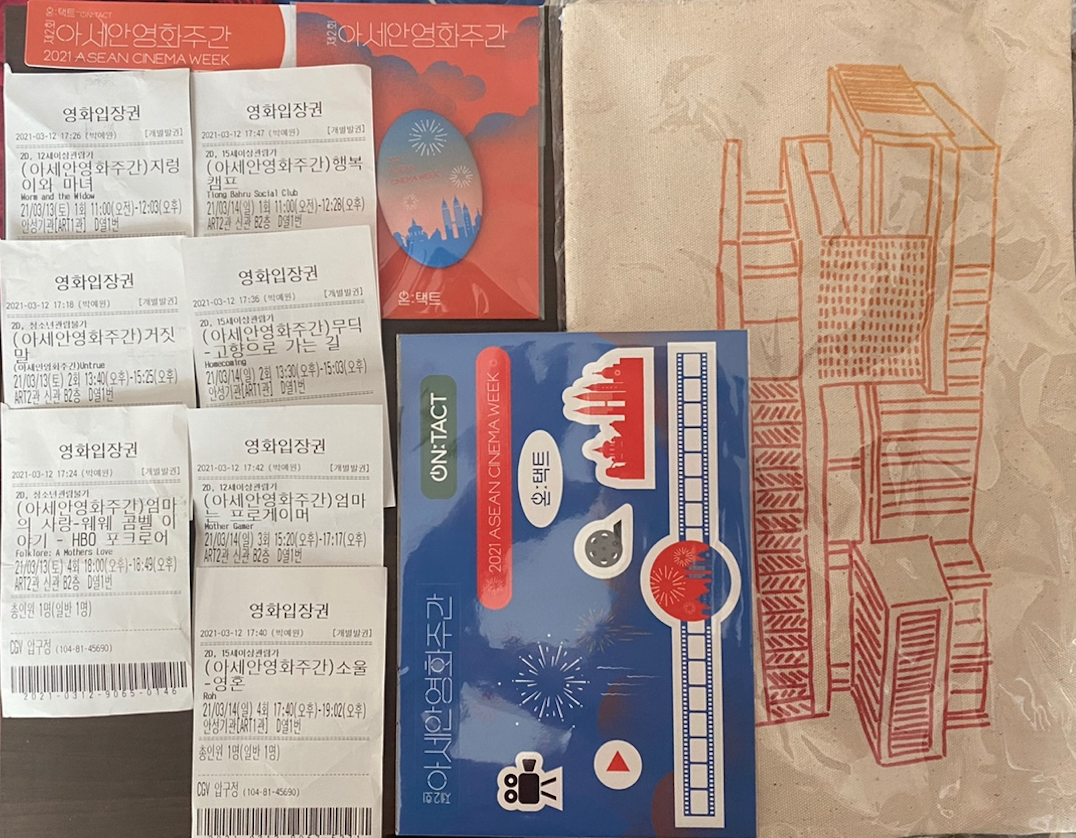 온:택트 ON:TACT
제2회 아세안영화주간
2021 ASEAN CINEMA WEEK
제2회 아세안영화주간
CINEMA WEEK
온:택트
영화입장권
2021-03-12 17:26 (박예원) [개별발권]
2D, 12세이상관람가
(아세안영화주간)지렁
이와 마녀
Worm and the Widow
21/03/13(토) 1회 11:00(오전)-12:03(오후)
안성기관[ART1관] D열1번
영화입장권
2021-03-12 17:47 (박예원) [개별발권]
2D, 15세이상관람가
(아세안영화주간)행복
캠프
Tiong Bahru Social Club
21/03/14(일) 1회 11:00(오전)-12:28(오후)
ART2관 신관 B2층 D열1번
영화입장권
2021-03-12 17:18 (박예원) [개별발권]
2D, 청소년관람불가
(아세안영화주간)거짓
말
(아세안영화주간)Untrue
21/03/13(토) 2회 13:40(오후)-15:25(오후)
ART2관 신관 B2층 D열1번
영화입장권
2021-03-12 17:36 (박예원) [개별발권]
2D, 15세이상관람가
(아세안영화주간)무딕
-고향으로 가는 길
Homecoming
21/03/14(일) 2회 13:30(오후)-15:03(오후)
안성기관[ART1관] D열1번
영화입장권
2021-03-12 17:24 (박예원) [개별발권]
2D, 청소년관람불가
(아세안영화주간)엄마
의 사랑-웨웨 곰벨 이
야기 - HBO 포크로어
Folklore: A Mothers Love
21/03/13(토) 4회 18:00(오후)-18:49(오후)
ART2관 신관 B2층 D열1번
총인원 1명(일반 1명)
CGV 압구정 (104-81-45690)
2021-0312-9065-0146
영화입장권
2021-03-12 17:42 (박예원) [개별발권]
2D, 12세이상관람가
(아세안영화주간)엄마
는 프로게이머
Mother Gamer
21/03/14(일) 3회 15:20(오후)-17:17(오후)
ART2관 신관 B2층 D열1번
영화입장권
2021-03-12 17:40 (박예원) [개별발권]
2D, 15세이상관람가
(아세안영화주간)소울
-영혼
Roh
21/03/14(일) 4회 17:40(오후)-19:02(오후)
안성기관[ART1관] D열1번
총인원 1명(일반 1명)
CGV 압구정 (104-81-45690)
ON:TACT
2021 ASEAN CINEMA WEEK
온:택트
제2회 아세안영화주간